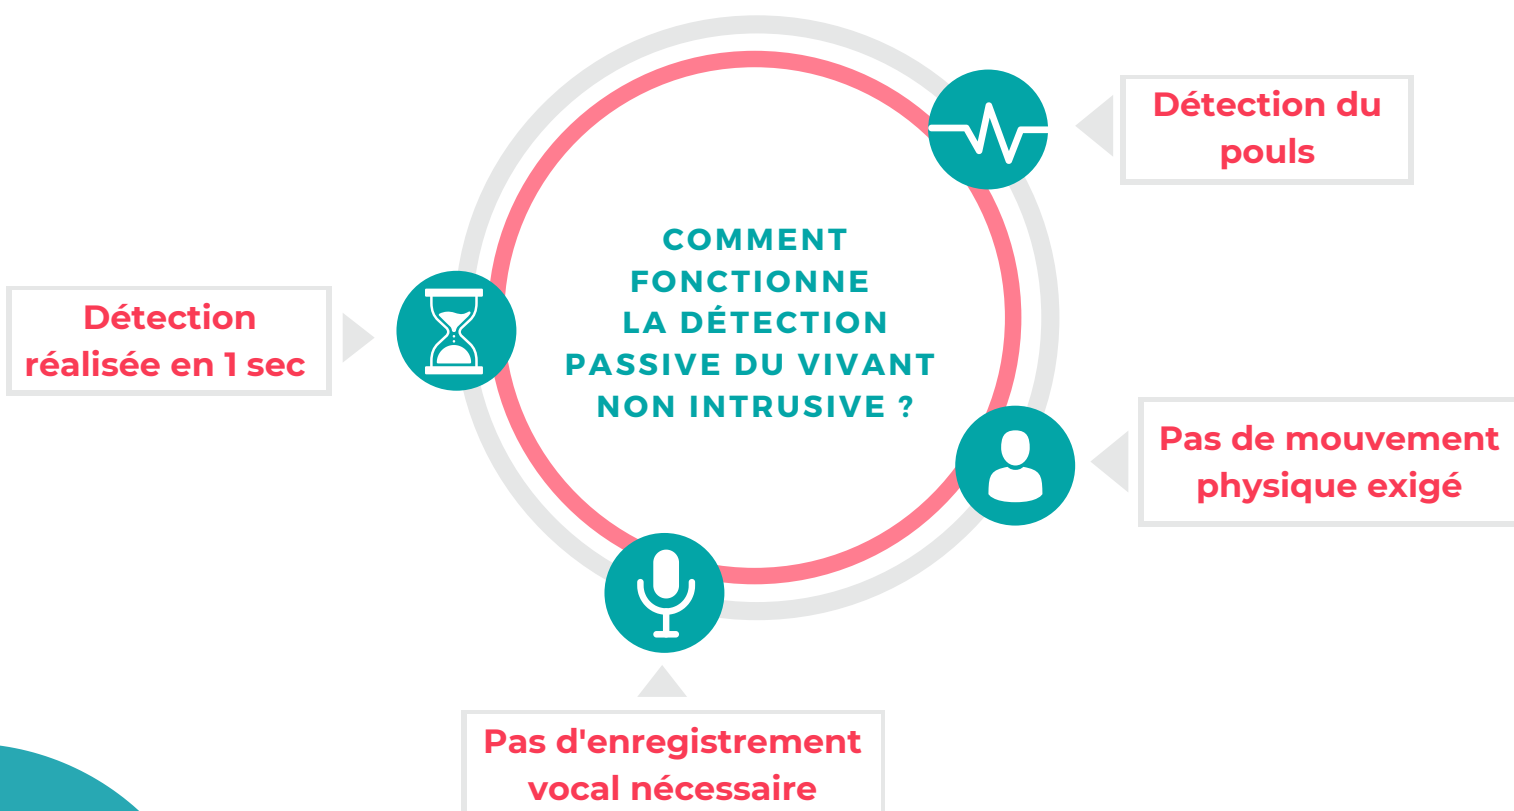 COMMENT
FONCTIONNE
LA DÉTECTION
PASSIVE DU VIVANT
NON INTRUSIVE ?
Détection du
pouls
Pas de mouvement
physique exigé
Pas d'enregistrement
vocal nécessaire
Détection
réalisée en 1 sec